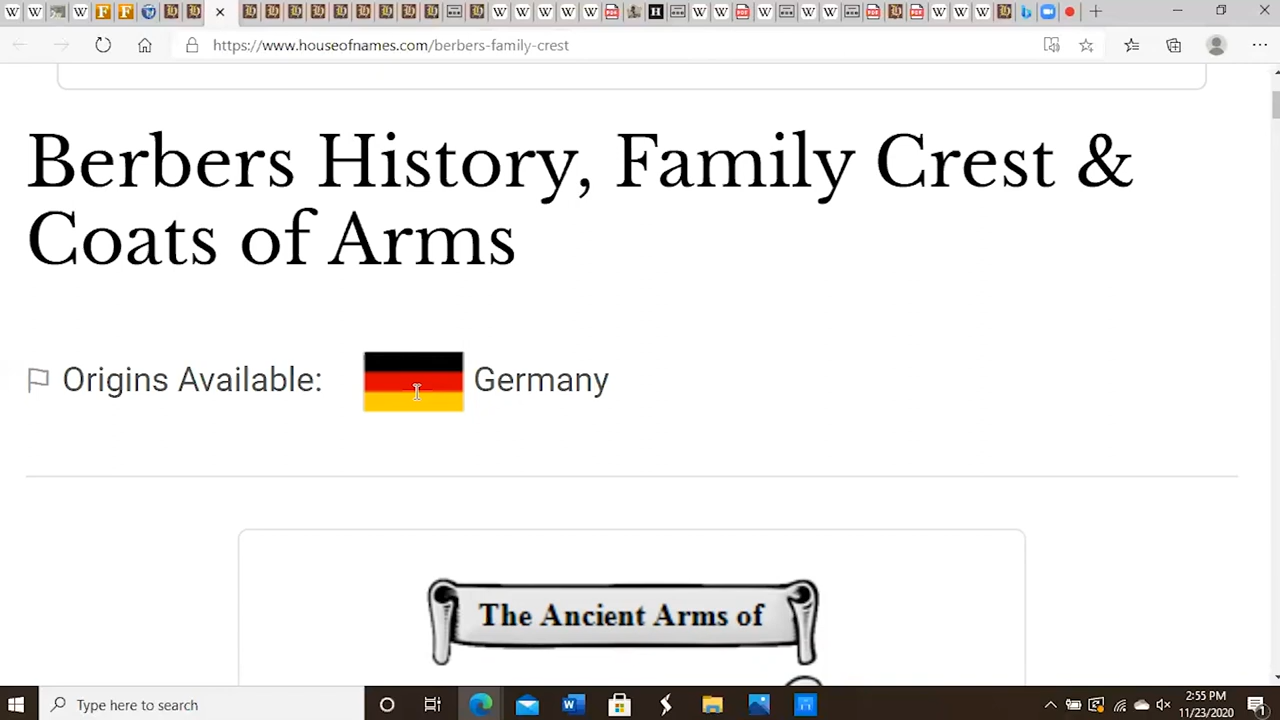 https://www.houseofnames.com/berbers-family-crest
Berbers History, Family Crest &
Coats of Arms
Origins Available: Germany
The Ancient Arms of
Type here to search
2:55 PM
11/23/2020